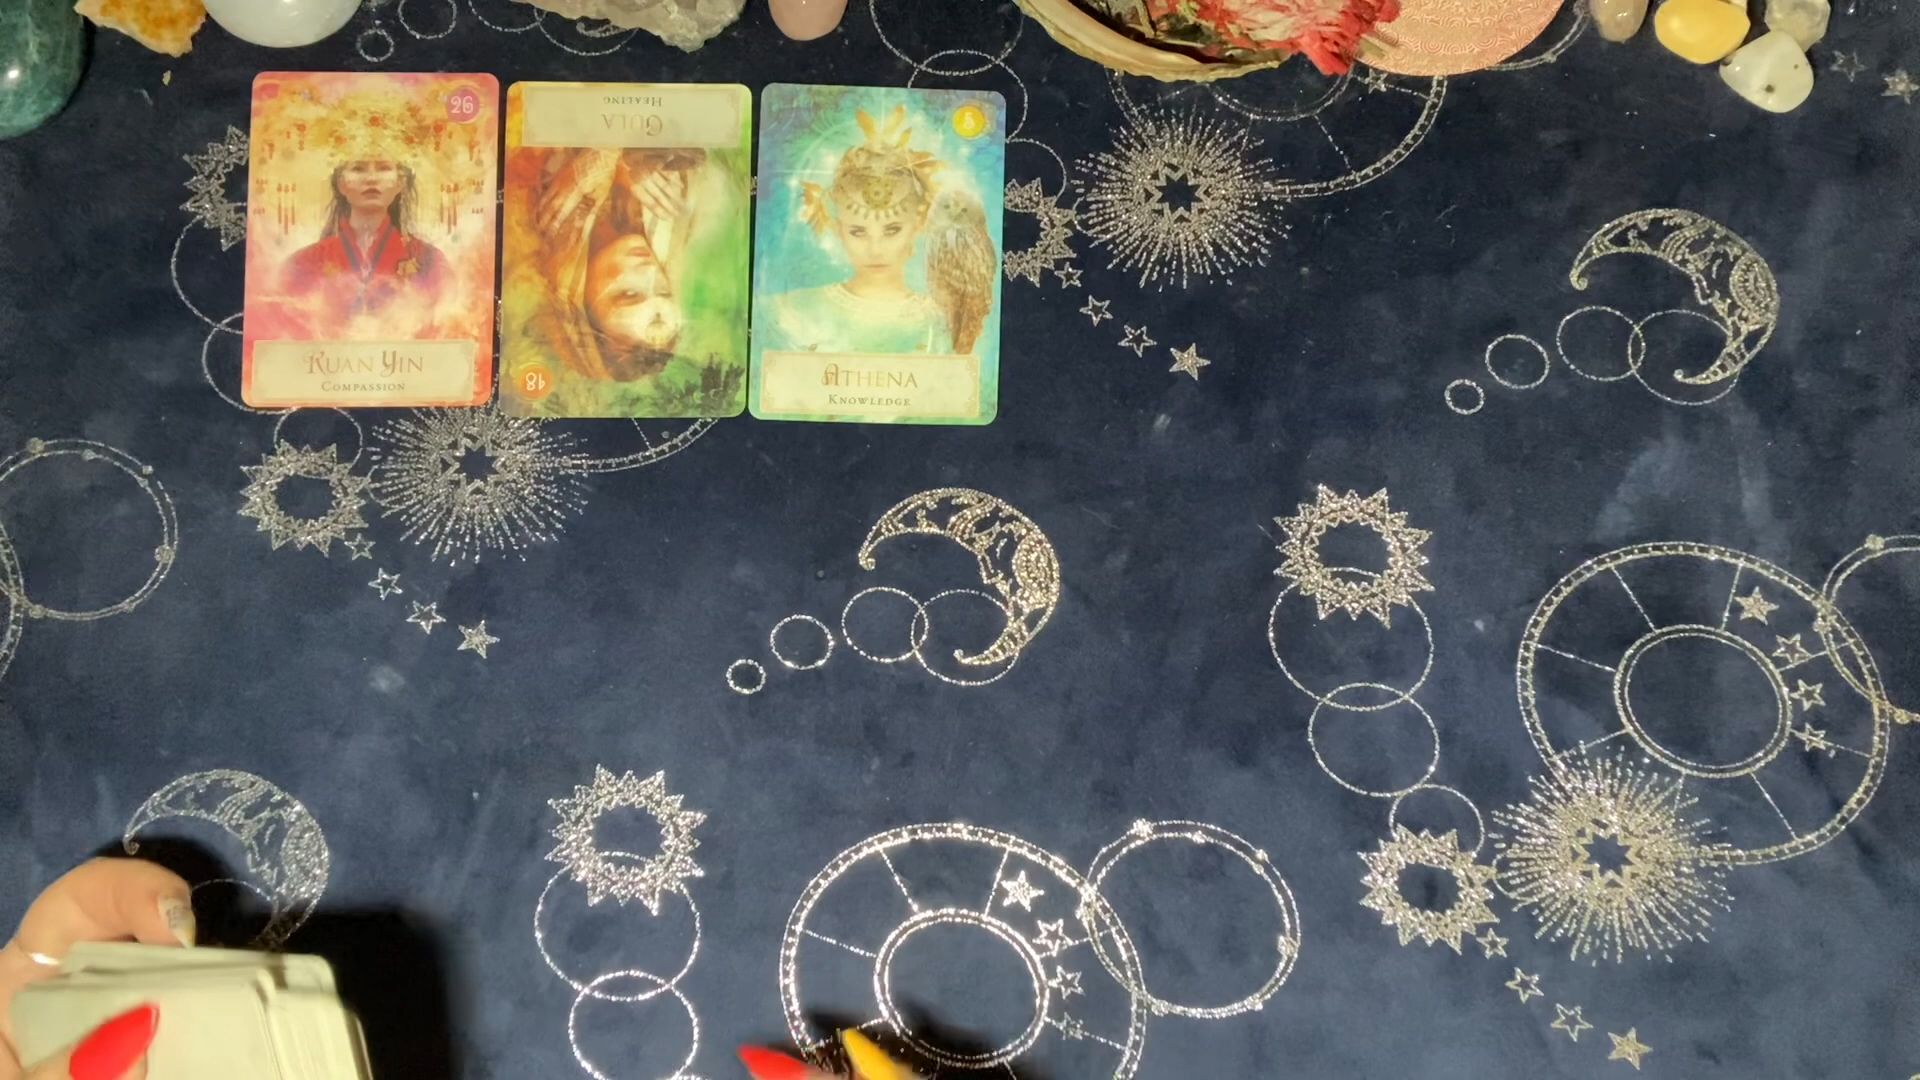 26
KUAN YIN
COMPASSION
GULA
HEALING
18
5
ATHENA
KNOWLEDGE